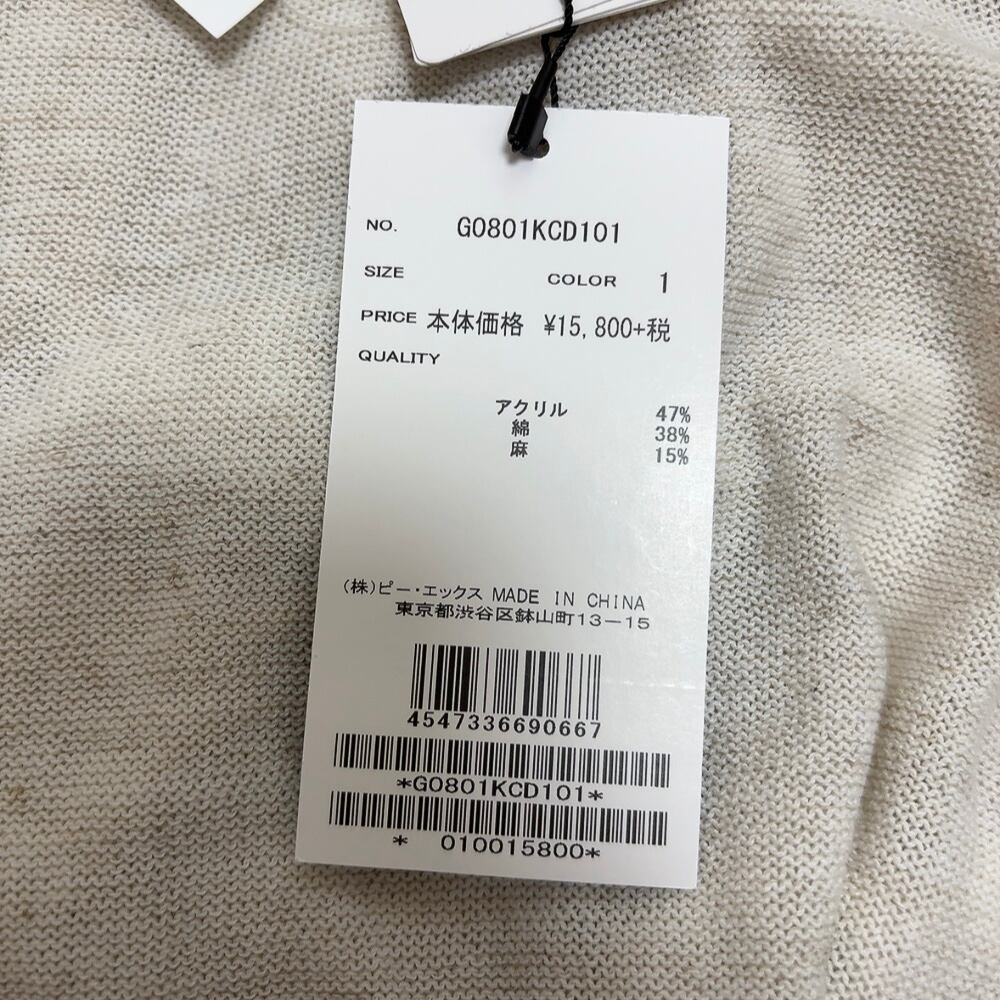 NO. G0801KCD101
SIZE COLOR 1
PRICE 本体価格 ¥15,800+税
QUALITY
アクリル 47%
綿 38%
麻 15%
(株)ピー・エックス MADE IN CHINA
東京都渋谷区鉢山町13-15
4547336690667
*G0801KCD101*
* 010015800*